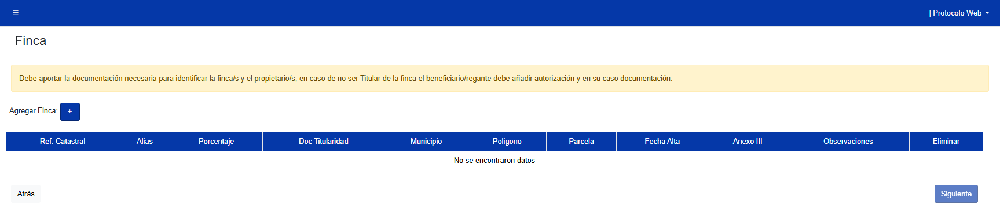 | Protocolo Web
Finca
Debe aportar la documentación necesaria para identificar la finca/s y el propietario/s, en caso de no ser Titular de la finca el beneficiario/regante debe añadir autorización y en su caso documentación.
Agregar Finca: +
Ref. Catastral Alias Porcentaje Doc Titularidad Municipio Poligono Parcela Fecha Alta Anexo III Observaciones Eliminar
No se encontraron datos
Atrás Siguiente